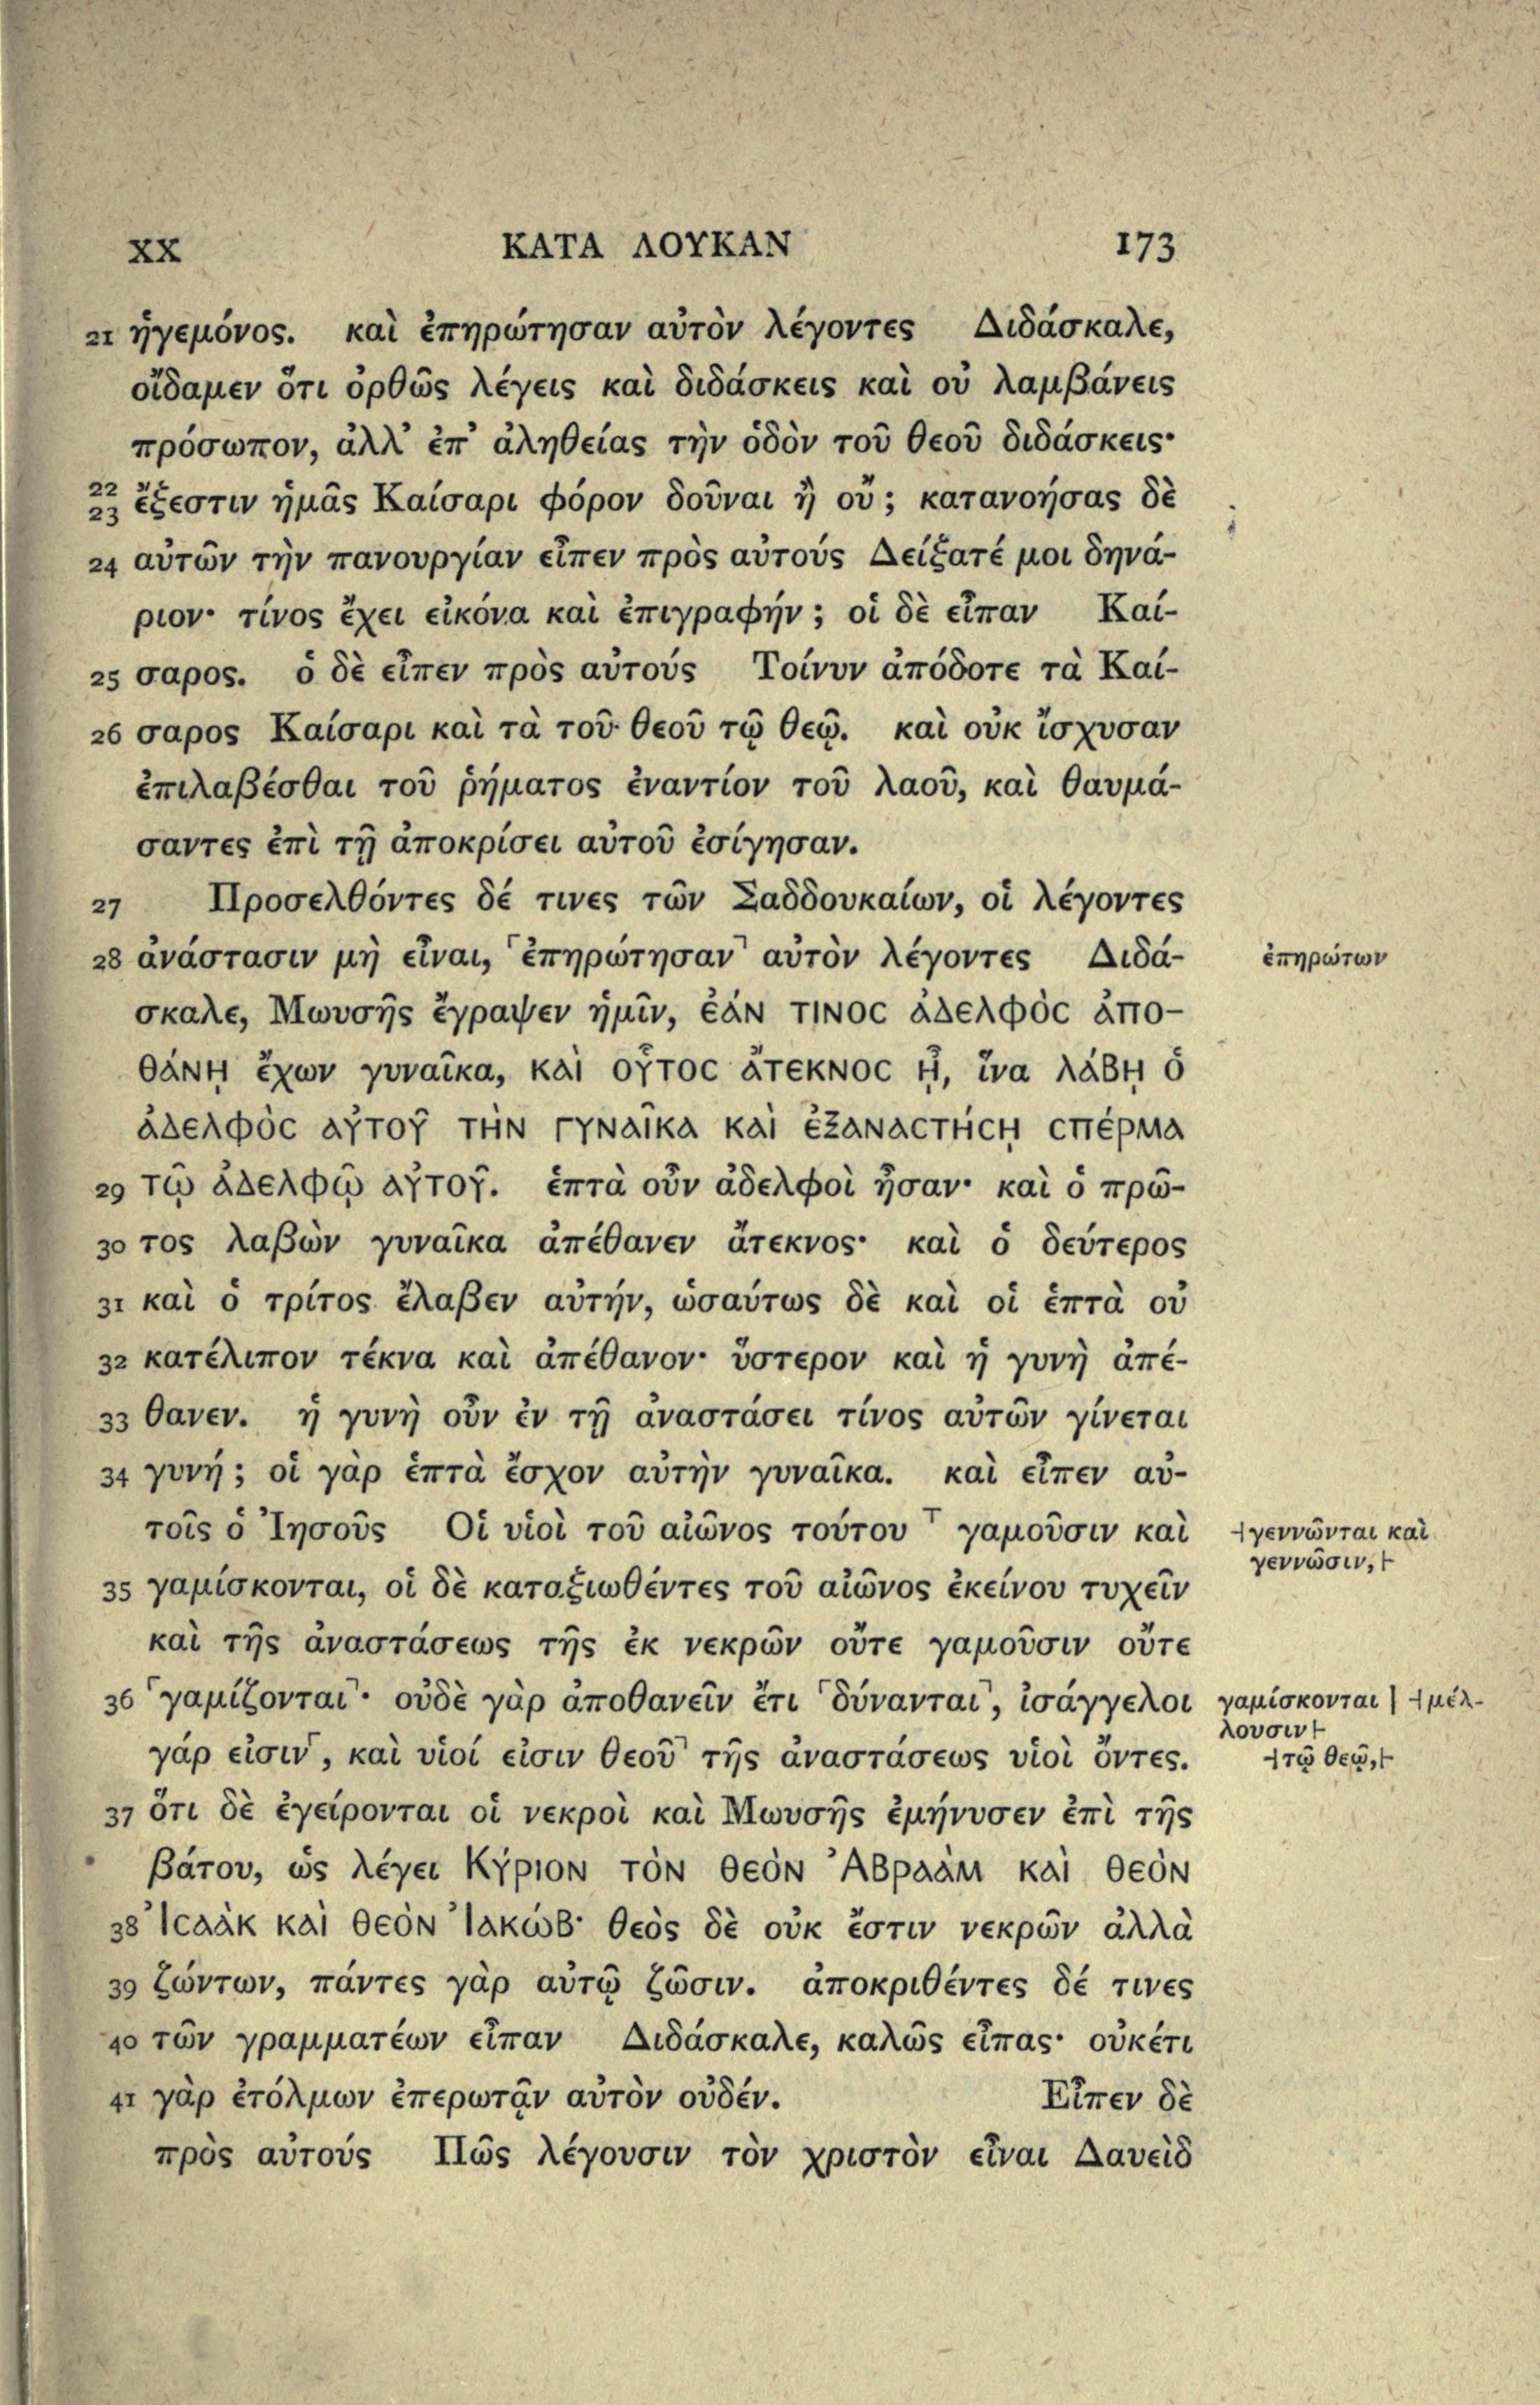 XX ΚΑΤΑ ΛΟΥΚΑΝ 173
21 ἡγεμόνος. καὶ ἐπηρώτησαν αὐτὸν λέγοντες Διδάσκαλε,
οἴδαμεν ὅτι ὀρθῶς λέγεις καὶ διδάσκεις καὶ οὐ λαμβάνεις
πρόσωπον, ἀλλ᾽ ἐπ᾽ ἀληθείας τὴν ὁδὸν τοῦ θεοῦ διδάσκεις·
22 23 ἔξεστιν ἡμᾶς Καίσαρι φόρον δοῦναι ἢ οὔ; κατανοήσας δὲ
24 αὐτῶν τὴν πανουργίαν εἶπεν πρὸς αὐτούς Δείξατέ μοι δηνά-
ριον· τίνος ἔχει εἰκόνα καὶ ἐπιγραφήν; οἱ δὲ εἶπαν Καί-
25 σαρος. ὁ δὲ εἶπεν πρὸς αὐτούς Τοίνυν ἀπόδοτε τὰ Καί-
26 σαρος Καίσαρι καὶ τὰ τοῦ θεοῦ τῷ θεῷ. καὶ οὐκ ἴσχυσαν
ἐπιλαβέσθαι τοῦ ῥήματος ἐναντίον τοῦ λαοῦ, καὶ θαυμά-
σαντες ἐπὶ τῇ ἀποκρίσει αὐτοῦ ἐσίγησαν.
27 Προσελθόντες δέ τινες τῶν Σαδδουκαίων, οἱ λέγοντες
28 ἀνάστασιν μὴ εἶναι, ⸢ἐπηρώτησαν⸣ αὐτὸν λέγοντες Διδά- ἐπηρώτων
σκαλε, Μωυσῆς ἔγραψεν ἡμῖν, ἐάν τινος ἀδελφὸς ἀπο-
θάνῃ ἔχων γυναῖκα, καὶ οὗτος ἄτεκνος ᾖ, ἵνα λάβῃ ὁ
ἀδελφὸς αὐτοῦ τὴν γυναῖκα καὶ ἐξαναστήσῃ σπέρμα
29 τῷ ἀδελφῷ αὐτοῦ. ἑπτὰ οὖν ἀδελφοὶ ἦσαν· καὶ ὁ πρῶ-
30 τος λαβὼν γυναῖκα ἀπέθανεν ἄτεκνος· καὶ ὁ δεύτερος
31 καὶ ὁ τρίτος ἔλαβεν αὐτήν, ὡσαύτως δὲ καὶ οἱ ἑπτὰ οὐ
32 κατέλιπον τέκνα καὶ ἀπέθανον· ὕστερον καὶ ἡ γυνὴ ἀπέ-
33 θανεν. ἡ γυνὴ οὖν ἐν τῇ ἀναστάσει τίνος αὐτῶν γίνεται
34 γυνή; οἱ γὰρ ἑπτὰ ἔσχον αὐτὴν γυναῖκα. καὶ εἶπεν αὐ-
τοῖς ὁ Ἰησοῦς Οἱ υἱοὶ τοῦ αἰῶνος τούτου ⸆ γαμοῦσιν καὶ ⊣γεννῶνται καὶ
γεννῶσιν,⊢
35 γαμίσκονται, οἱ δὲ καταξιωθέντες τοῦ αἰῶνος ἐκείνου τυχεῖν
καὶ τῆς ἀναστάσεως τῆς ἐκ νεκρῶν οὔτε γαμοῦσιν οὔτε
36 ⸢γαμίζονται⸣· οὐδὲ γὰρ ἀποθανεῖν ἔτι ⸢δύνανται⸣, ἰσάγγελοι γαμίσκονται | ⊣μέλ-
λουσιν⊢
γάρ εἰσιν⸆, καὶ υἱοί εἰσιν θεοῦ⸃ τῆς ἀναστάσεως υἱοὶ ὄντες. ⊣τῷ θεῷ,⊢
37 ὅτι δὲ ἐγείρονται οἱ νεκροὶ καὶ Μωυσῆς ἐμήνυσεν ἐπὶ τῆς
βάτου, ὡς λέγει Κύριον τὸν θεὸν Ἀβραὰμ καὶ θεὸν
38 Ἰσαὰκ καὶ θεὸν Ἰακώβ· θεὸς δὲ οὐκ ἔστιν νεκρῶν ἀλλὰ
39 ζώντων, πάντες γὰρ αὐτῷ ζῶσιν. ἀποκριθέντες δέ τινες
40 τῶν γραμματέων εἶπαν Διδάσκαλε, καλῶς εἶπας· οὐκέτι
41 γὰρ ἐτόλμων ἐπερωτᾷν αὐτὸν οὐδέν. Εἶπεν δὲ
πρὸς αὐτούς Πῶς λέγουσιν τὸν χριστὸν εἶναι Δαυεὶδ